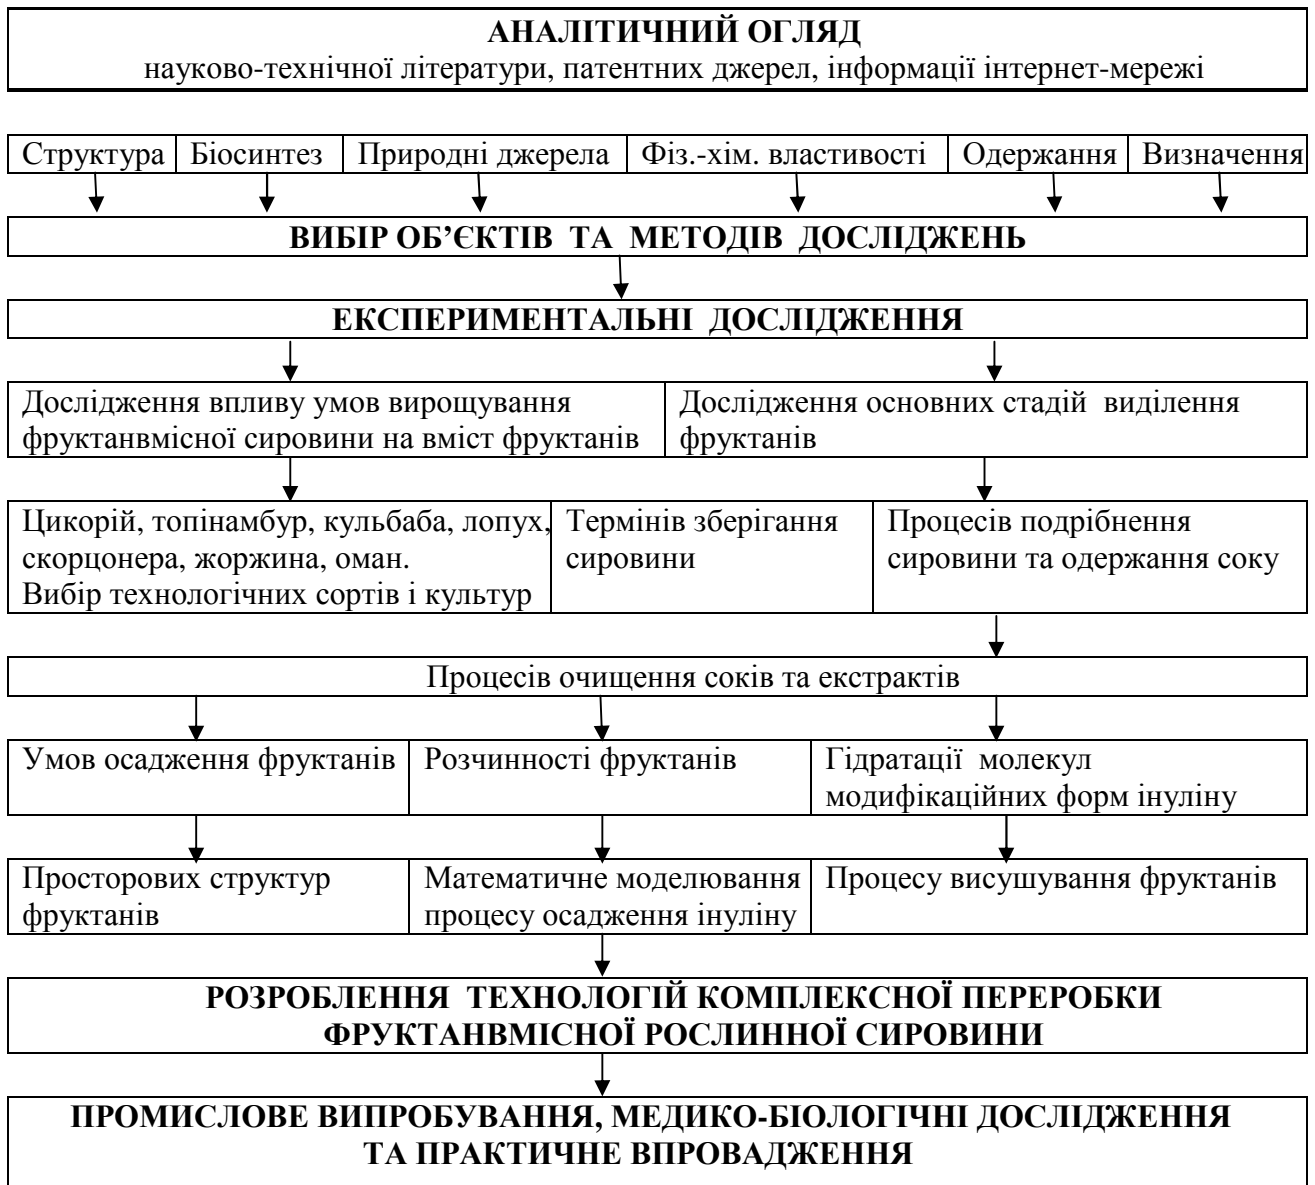 АНАЛІТИЧНИЙ ОГЛЯД
науково-технічної літератури, патентних джерел, інформації інтернет-мережі
Структура Біосинтез Природні джерела Фіз.-хім. властивості Одержання Визначення
ВИБІР ОБ’ЄКТІВ ТА МЕТОДІВ ДОСЛІДЖЕНЬ
ЕКСПЕРИМЕНТАЛЬНІ ДОСЛІДЖЕННЯ
Дослідження впливу умов вирощування
фруктанвмісної сировини на вміст фруктанів
Дослідження основних стадій виділення
фруктанів
Цикорій, топінамбур, кульбаба, лопух,
скорцонера, жоржина, оман.
Вибір технологічних сортів і культур
Термінів зберігання
сировини
Процесів подрібнення
сировини та одержання соку
Процесів очищення соків та екстрактів
Умов осадження фруктанів
Розчинності фруктанів
Гідратації молекул
модифікаційних форм інуліну
Просторових структур
фруктанів
Математичне моделювання
процесу осадження інуліну
Процесу висушування фруктанів
РОЗРОБЛЕННЯ ТЕХНОЛОГІЙ КОМПЛЕКСНОЇ ПЕРЕРОБКИ
ФРУКТАНВМІСНОЇ РОСЛИННОЇ СИРОВИНИ
ПРОМИСЛОВЕ ВИПРОБУВАННЯ, МЕДИКО-БІОЛОГІЧНІ ДОСЛІДЖЕННЯ
ТА ПРАКТИЧНЕ ВПРОВАДЖЕННЯ